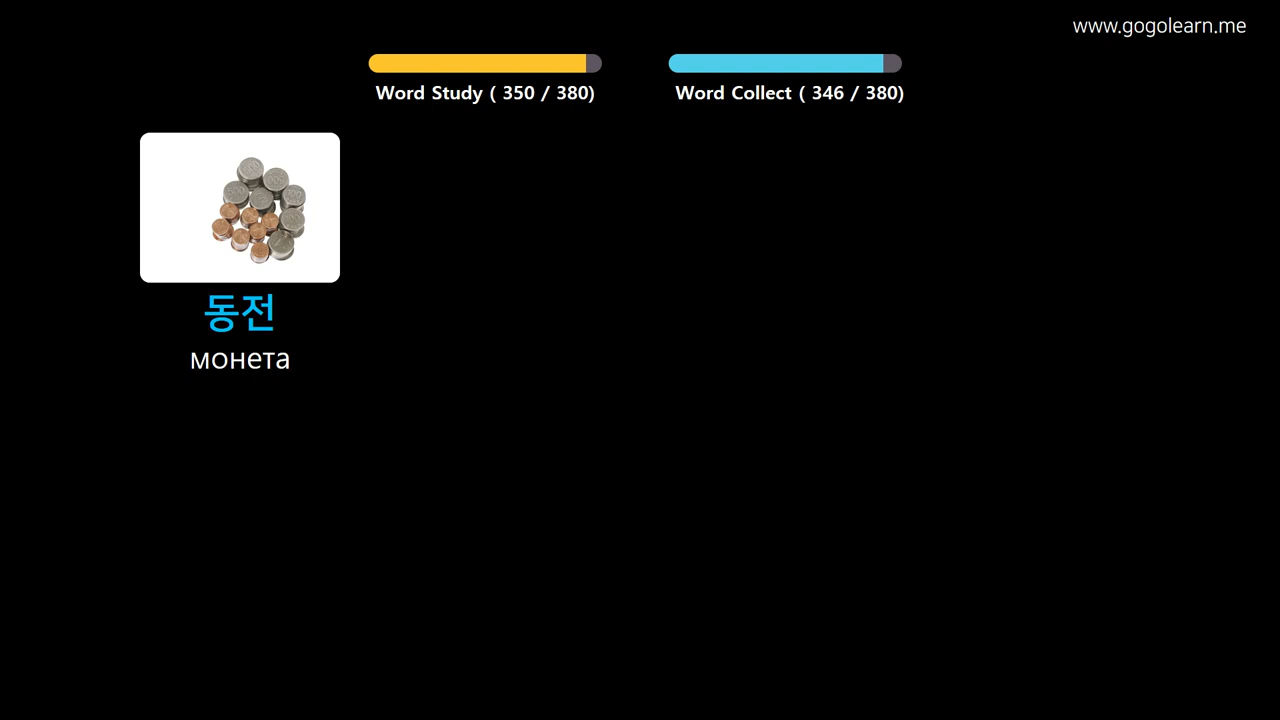 www.gogolearn.me
Word Study ( 350 / 380)
Word Collect ( 346 / 380)
동전
монета